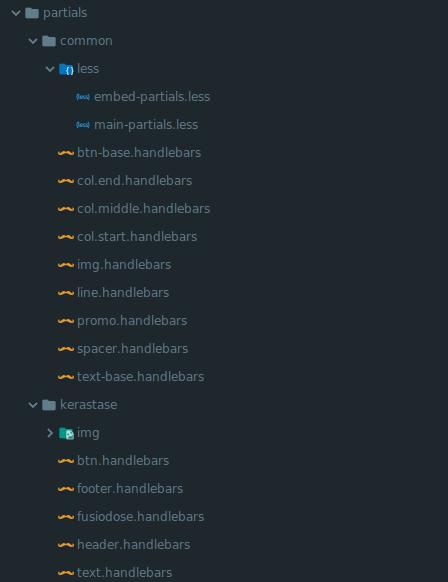 partials
common
less
embed-partials.less
main-partials.less
btn-base.handlebars
col.end.handlebars
col.middle.handlebars
col.start.handlebars
img.handlebars
line.handlebars
promo.handlebars
spacer.handlebars
text-base.handlebars
kerastase
img
btn.handlebars
footer.handlebars
fusiodose.handlebars
header.handlebars
text.handlebars